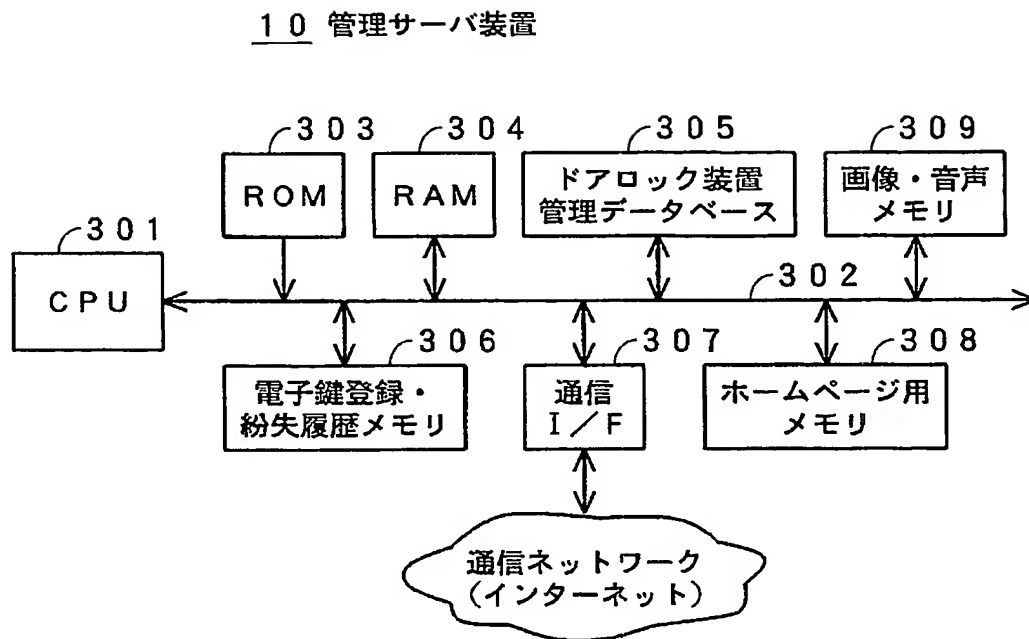 10 管理サーバ装置
303
304
305
309
ROM
RAM
ドアロック装置
管理データベース
画像・音声
メモリ
301
CPU
302
306
307
308
電子鍵登録・
紛失履歴メモリ
通信
I/F
ホームページ用
メモリ
通信ネットワーク
(インターネット)